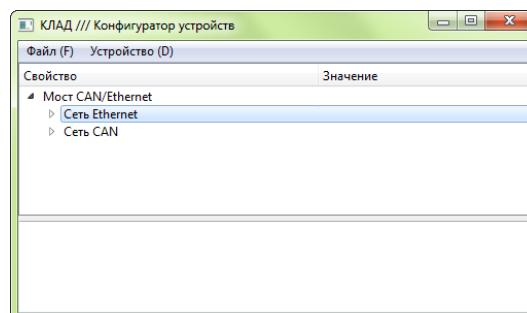 КЛАД /// Конфигуратор устройств
Файл (F) Устройство (D)
Свойство Значение
Мост CAN/Ethernet
Сеть Ethernet
Сеть CAN